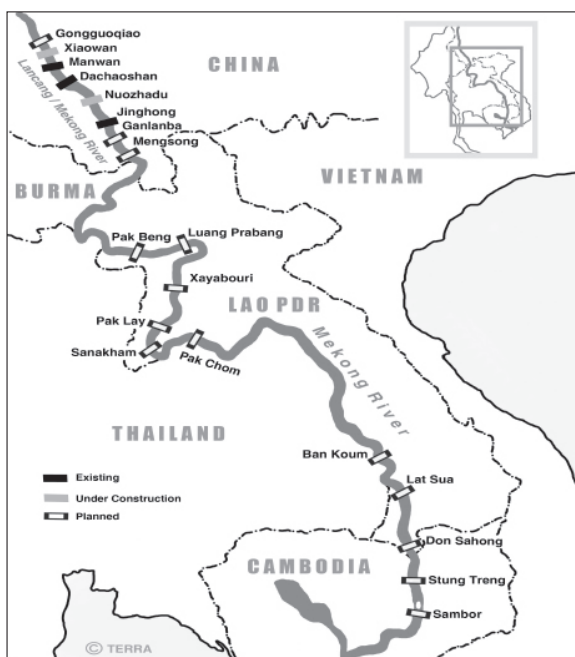 Gongguoqiao
Xiaowan
Manwan
Dachaoshan
CHINA
Nuozhadu
Lancang / Mekong River
Jinghong
Ganlanba
Mengsong
VIETNAM
BURMA
Luang Prabang
Pak Beng
Xayabouri
LAO PDR
Pak Lay
Mekong River
Sanakham
Pak Chom
THAILAND
Ban Koum
Existing
Lat Sua
Under Construction
Planned
Don Sahong
CAMBODIA
Stung Treng
Sambor
© TERRA